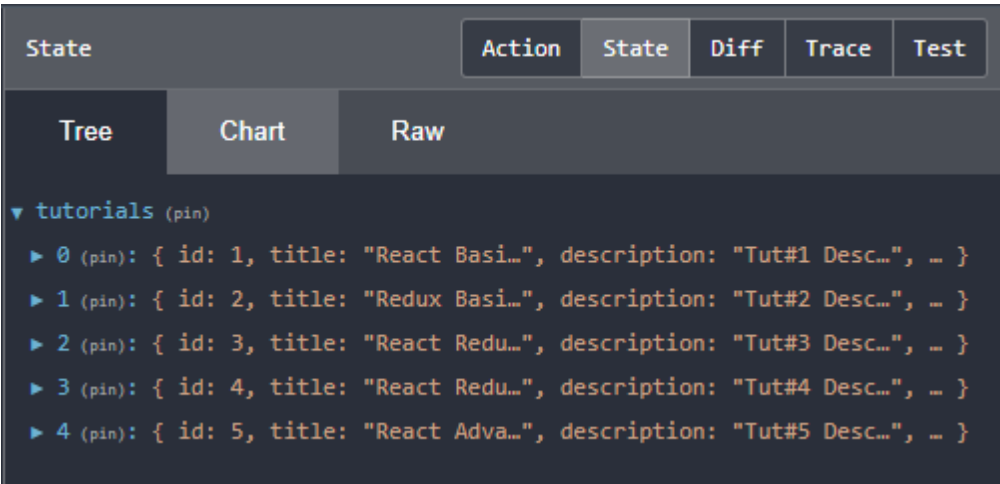 State Action State Diff Trace Test
Tree Chart Raw
▼ tutorials (pin)
▶ 0 (pin): { id: 1, title: "React Basi…", description: "Tut#1 Desc…", … }
▶ 1 (pin): { id: 2, title: "Redux Basi…", description: "Tut#2 Desc…", … }
▶ 2 (pin): { id: 3, title: "React Redu…", description: "Tut#3 Desc…", … }
▶ 3 (pin): { id: 4, title: "React Redu…", description: "Tut#4 Desc…", … }
▶ 4 (pin): { id: 5, title: "React Adva…", description: "Tut#5 Desc…", … }